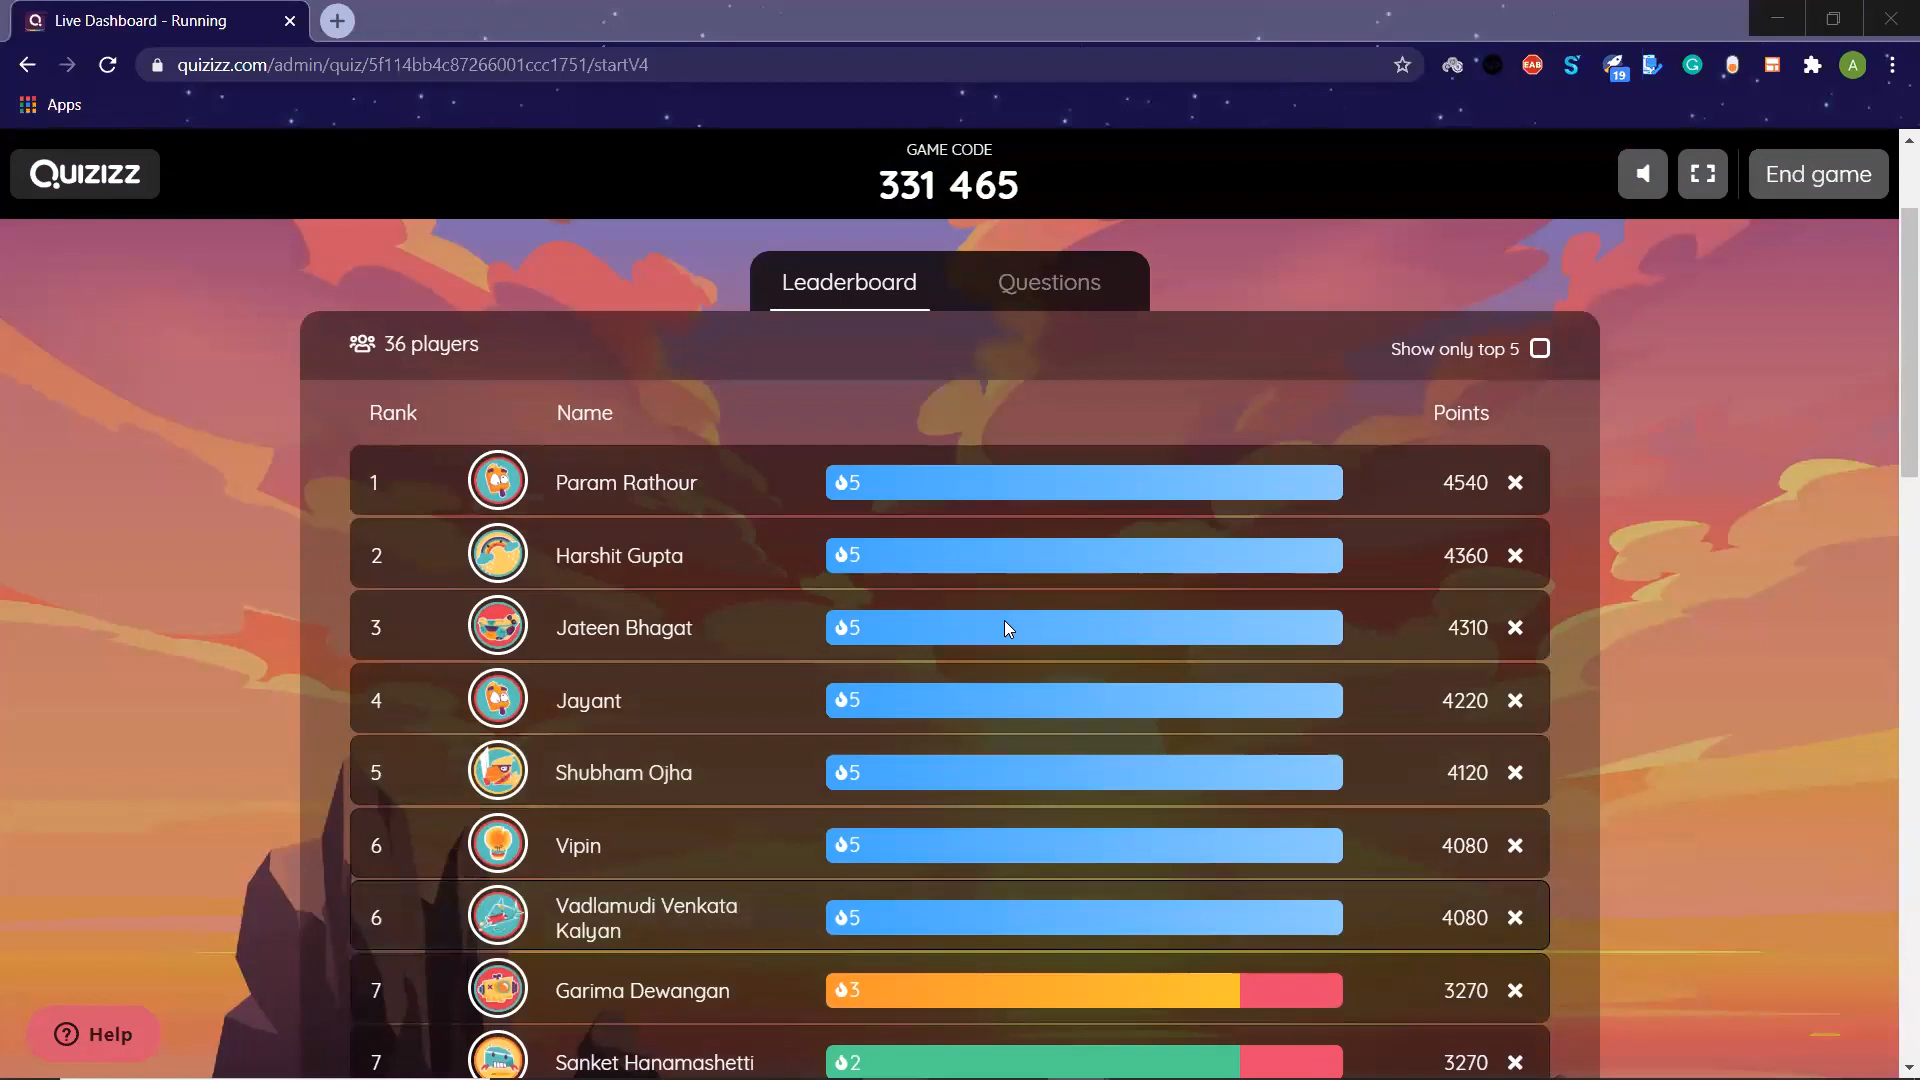 Live Dashboard - Running
quizizz.com/admin/quiz/5f114bb4c87266001ccc1751/startV4
EAB
S
19
G
A
Apps
Quizizz
GAME CODE
331 465
End game
Leaderboard
Questions
36 players
Show only top 5
Rank Name Points
1 Param Rathour 5 4540
2 Harshit Gupta 5 4360
3 Jateen Bhagat 5 4310
4 Jayant 5 4220
5 Shubham Ojha 5 4120
6 Vipin 5 4080
6 Vadlamudi Venkata
Kalyan 5 4080
7 Garima Dewangan 3 3270
7 Sanket Hanamashetti 2 3270
Help